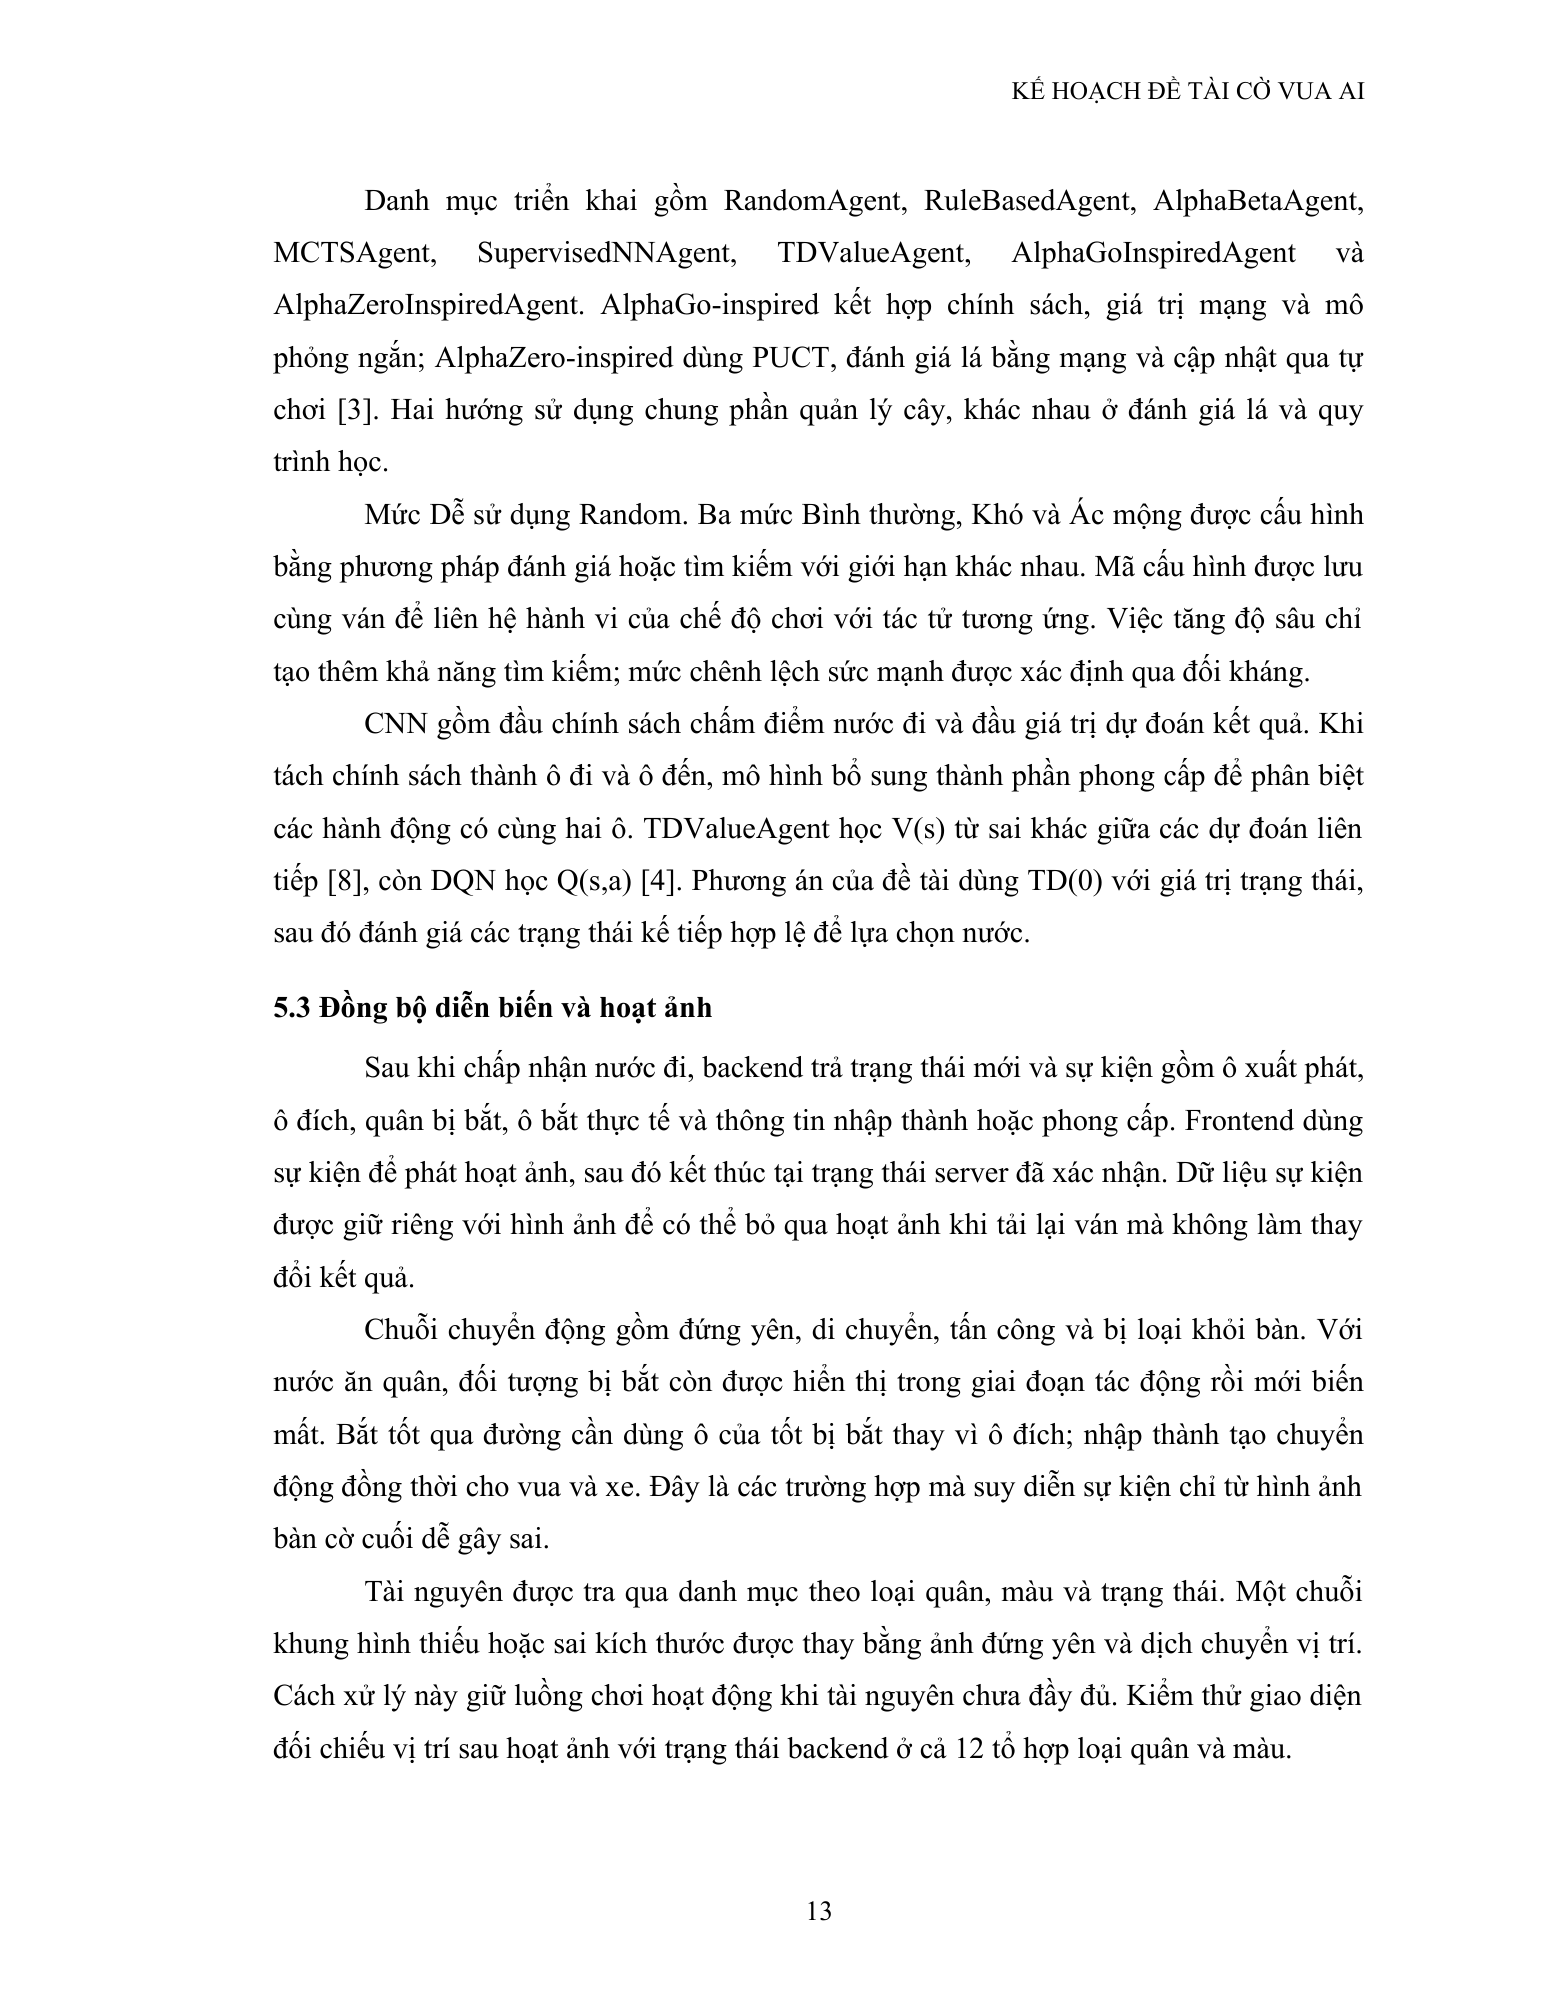 KẾ HOẠCH ĐỀ TÀI CỜ VUA AI
Danh mục triển khai gồm RandomAgent, RuleBasedAgent, AlphaBetaAgent,
MCTSAgent, SupervisedNNAgent, TDValueAgent, AlphaGoInspiredAgent và
AlphaZeroInspiredAgent. AlphaGo-inspired kết hợp chính sách, giá trị mạng và mô
phỏng ngắn; AlphaZero-inspired dùng PUCT, đánh giá lá bằng mạng và cập nhật qua tự
chơi [3]. Hai hướng sử dụng chung phần quản lý cây, khác nhau ở đánh giá lá và quy
trình học.
Mức Dễ sử dụng Random. Ba mức Bình thường, Khó và Ác mộng được cấu hình
bằng phương pháp đánh giá hoặc tìm kiếm với giới hạn khác nhau. Mã cấu hình được lưu
cùng ván để liên hệ hành vi của chế độ chơi với tác tử tương ứng. Việc tăng độ sâu chỉ
tạo thêm khả năng tìm kiếm; mức chênh lệch sức mạnh được xác định qua đối kháng.
CNN gồm đầu chính sách chấm điểm nước đi và đầu giá trị dự đoán kết quả. Khi
tách chính sách thành ô đi và ô đến, mô hình bổ sung thành phần phong cấp để phân biệt
các hành động có cùng hai ô. TDValueAgent học V(s) từ sai khác giữa các dự đoán liên
tiếp [8], còn DQN học Q(s,a) [4]. Phương án của đề tài dùng TD(0) với giá trị trạng thái,
sau đó đánh giá các trạng thái kế tiếp hợp lệ để lựa chọn nước.
5.3 Đồng bộ diễn biến và hoạt ảnh
Sau khi chấp nhận nước đi, backend trả trạng thái mới và sự kiện gồm ô xuất phát,
ô đích, quân bị bắt, ô bắt thực tế và thông tin nhập thành hoặc phong cấp. Frontend dùng
sự kiện để phát hoạt ảnh, sau đó kết thúc tại trạng thái server đã xác nhận. Dữ liệu sự kiện
được giữ riêng với hình ảnh để có thể bỏ qua hoạt ảnh khi tải lại ván mà không làm thay
đổi kết quả.
Chuỗi chuyển động gồm đứng yên, di chuyển, tấn công và bị loại khỏi bàn. Với
nước ăn quân, đối tượng bị bắt còn được hiển thị trong giai đoạn tác động rồi mới biến
mất. Bắt tốt qua đường cần dùng ô của tốt bị bắt thay vì ô đích; nhập thành tạo chuyển
động đồng thời cho vua và xe. Đây là các trường hợp mà suy diễn sự kiện chỉ từ hình ảnh
bàn cờ cuối dễ gây sai.
Tài nguyên được tra qua danh mục theo loại quân, màu và trạng thái. Một chuỗi
khung hình thiếu hoặc sai kích thước được thay bằng ảnh đứng yên và dịch chuyển vị trí.
Cách xử lý này giữ luồng chơi hoạt động khi tài nguyên chưa đầy đủ. Kiểm thử giao diện
đối chiếu vị trí sau hoạt ảnh với trạng thái backend ở cả 12 tổ hợp loại quân và màu.
13